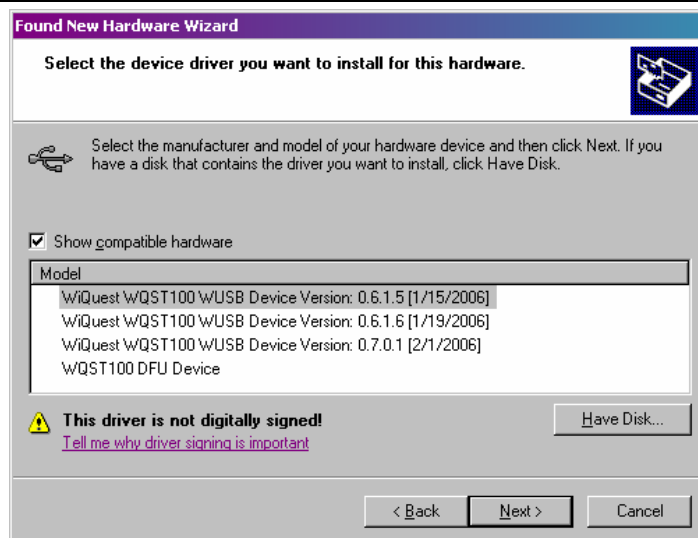 Found New Hardware Wizard
Select the device driver you want to install for this hardware.
Select the manufacturer and model of your hardware device and then click Next. If you
have a disk that contains the driver you want to install, click Have Disk.
Show compatible hardware
Model
WiQuest WQST100 WUSB Device Version: 0.6.1.5 [1/15/2006]
WiQuest WQST100 WUSB Device Version: 0.6.1.6 [1/19/2006]
WiQuest WQST100 WUSB Device Version: 0.7.0.1 [2/1/2006]
WQST100 DFU Device
This driver is not digitally signed!
Have Disk...
Tell me why driver signing is important
< Back
Next >
Cancel